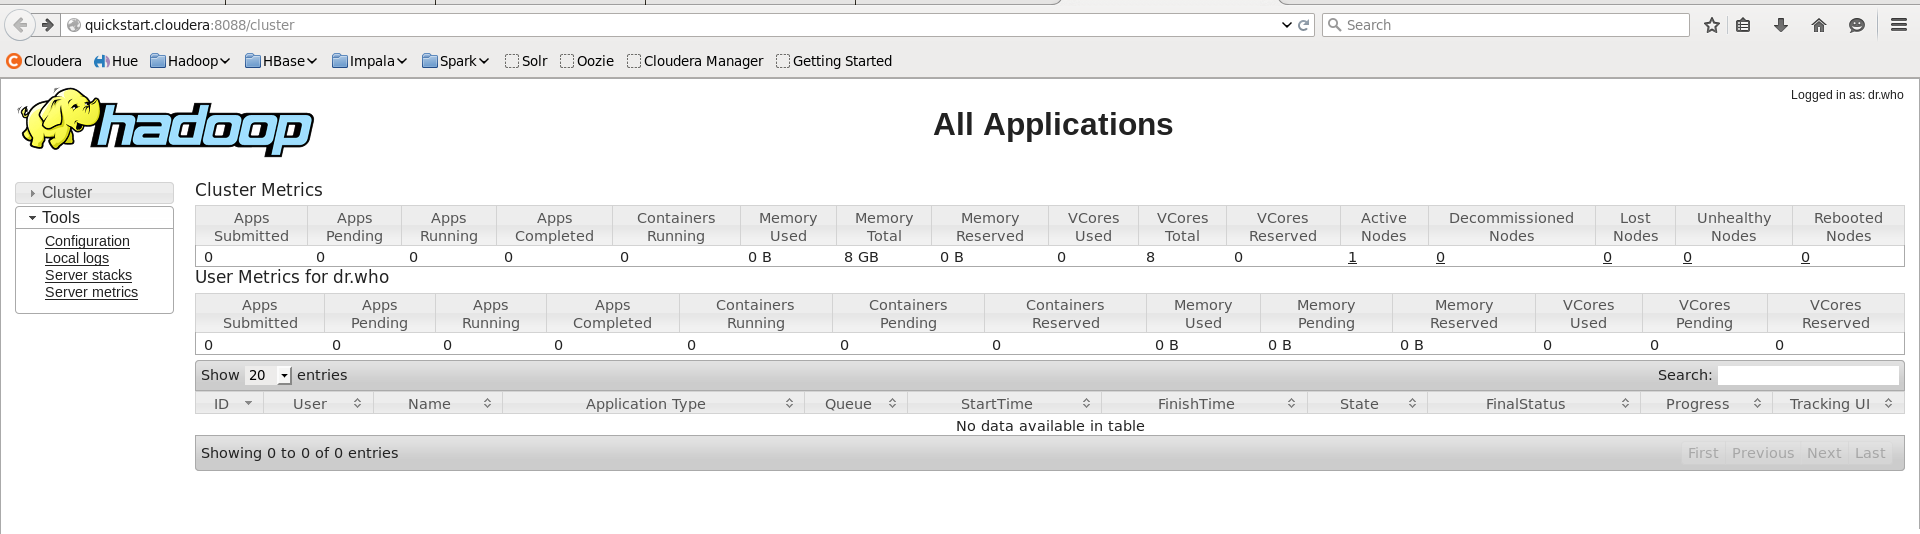 quickstart.cloudera:8088/cluster
Search
Cloudera Hue Hadoop HBase Impala Spark Solr Oozie Cloudera Manager Getting Started
Logged in as: dr.who
hadoop
All Applications
Cluster
Tools
Configuration
Local logs
Server stacks
Server metrics
Cluster Metrics
Apps Submitted Apps Pending Apps Running Apps Completed Containers Running Memory Used Memory Total Memory Reserved VCores Used VCores Total VCores Reserved Active Nodes Decommissioned Nodes Lost Nodes Unhealthy Nodes Rebooted Nodes
0 0 0 0 0 0 B 8 GB 0 B 0 8 0 1 0 0 0 0
User Metrics for dr.who
Apps Submitted Apps Pending Apps Running Apps Completed Containers Running Containers Pending Containers Reserved Memory Used Memory Pending Memory Reserved VCores Used VCores Pending VCores Reserved
0 0 0 0 0 0 0 0 B 0 B 0 B 0 0 0
Show 20 entries Search:
ID User Name Application Type Queue StartTime FinishTime State FinalStatus Progress Tracking UI
No data available in table
Showing 0 to 0 of 0 entries First Previous Next Last